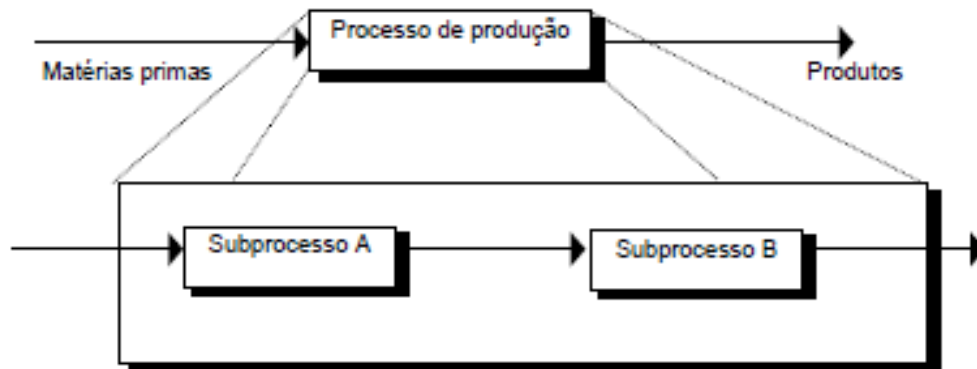 Processo de produção
Matérias primas
Produtos
Subprocesso A
Subprocesso B